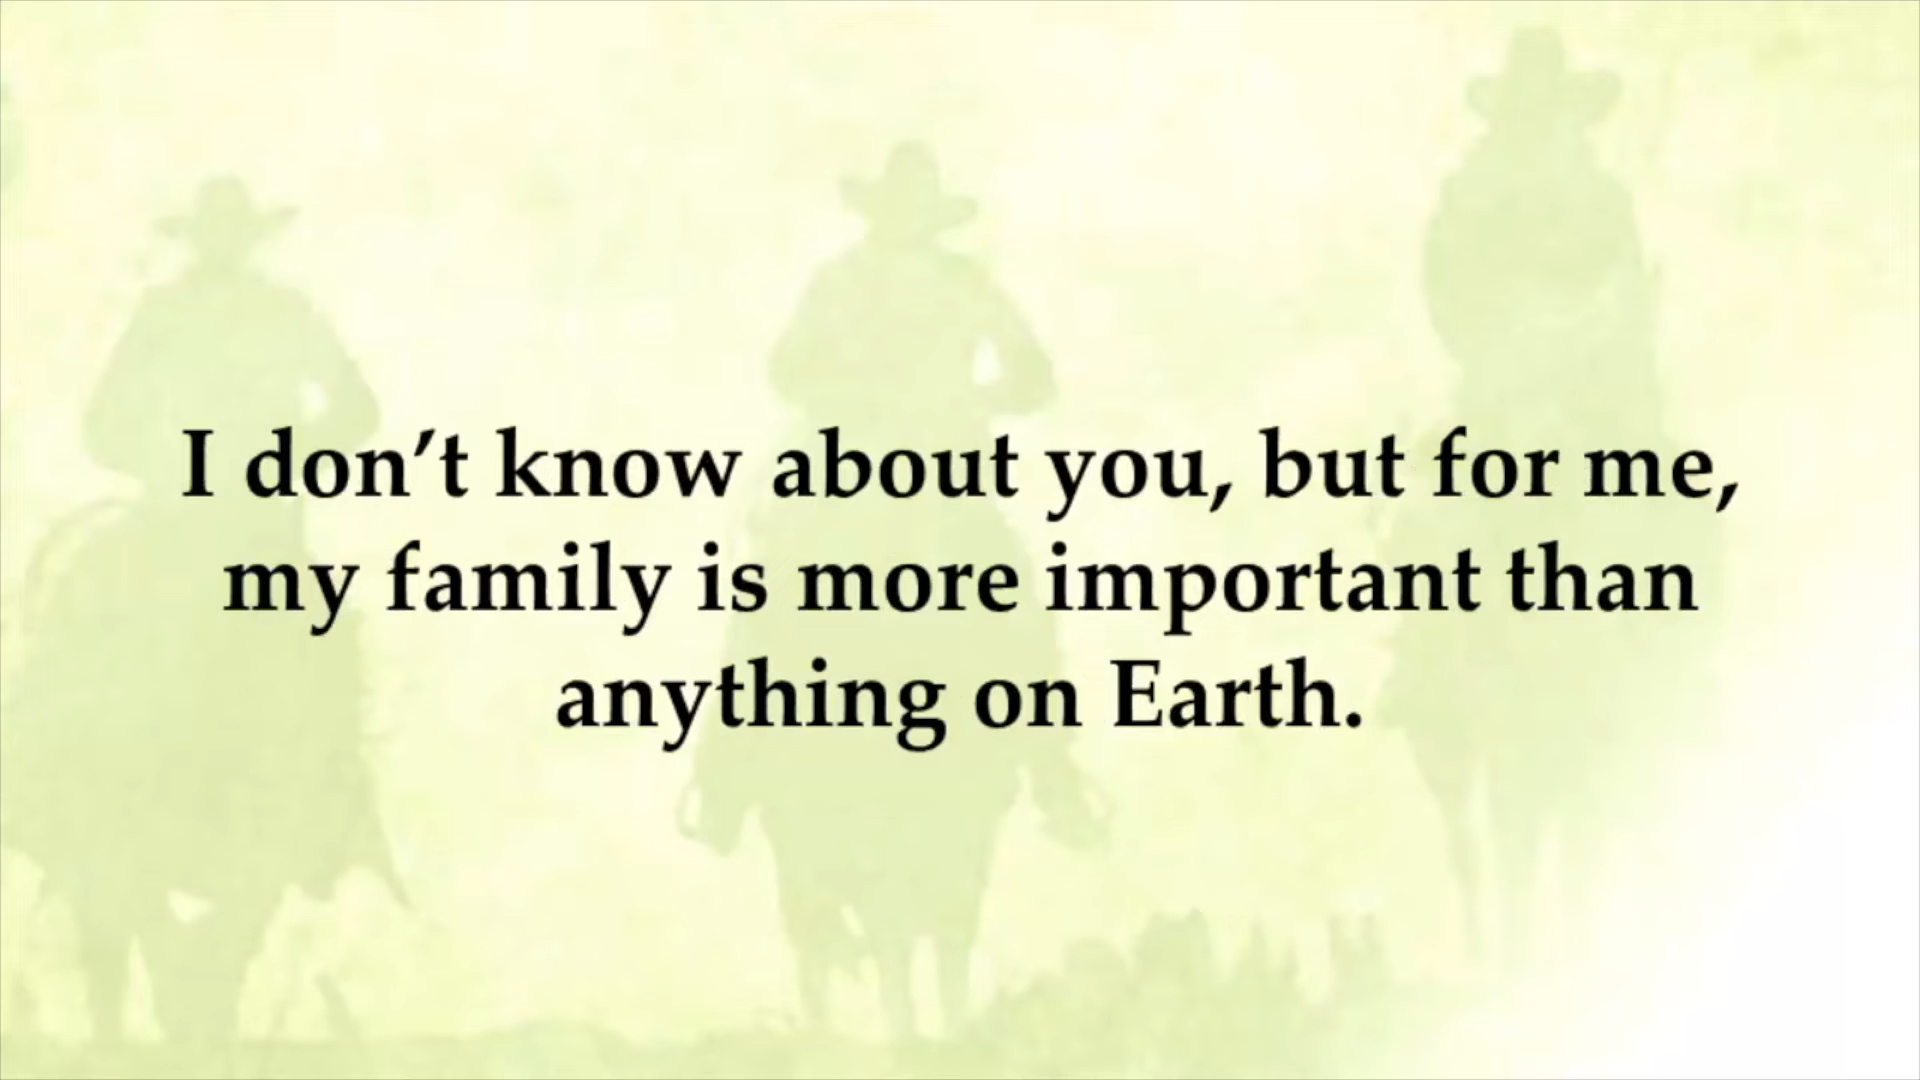 I don’t know about you, but for me,
my family is more important than
anything on Earth.